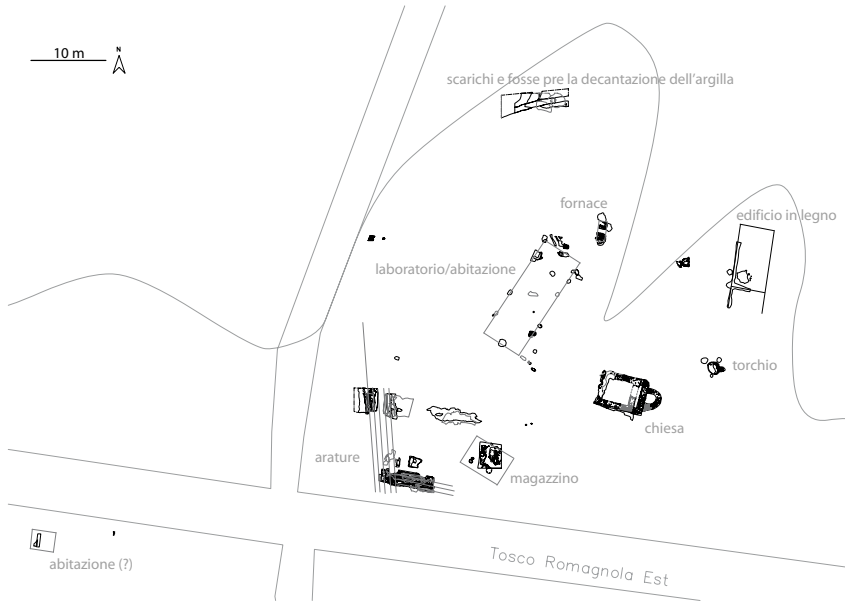 10 m
N
scarichi e fosse pre la decantazione dell'argilla
fornace
edificio in legno
laboratorio/abitazione
torchio
chiesa
arature
magazzino
Tosco Romagnola Est
abitazione (?)